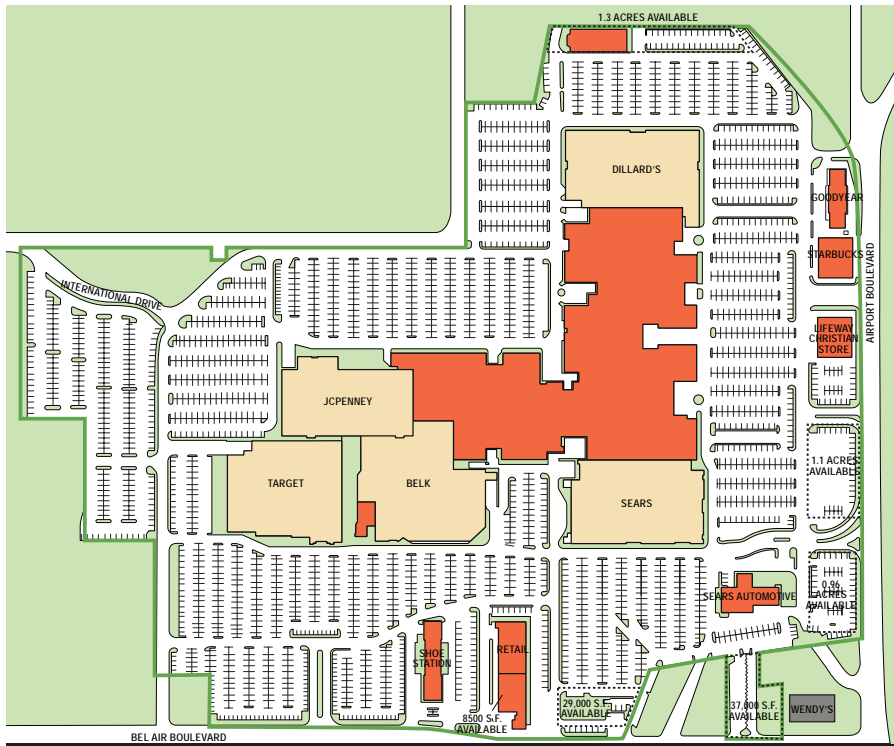 1.3 ACRES AVAILABLE
DILLARD'S
GOODYEAR
STARBUCKS
AIRPORT BOULEVARD
INTERNATIONAL DRIVE
LIFEWAY
CHRISTIAN
STORE
JCPENNEY
1.1 ACRES
AVAILABLE
TARGET
BELK
SEARS
0.96
ACRES
AVAILABLE
SEARS AUTOMOTIVE
SHOE
STATION
RETAIL
8500 S.F.
AVAILABLE
29,000 S.F.
AVAILABLE
37,000 S.F.
AVAILABLE
WENDY'S
BEL AIR BOULEVARD